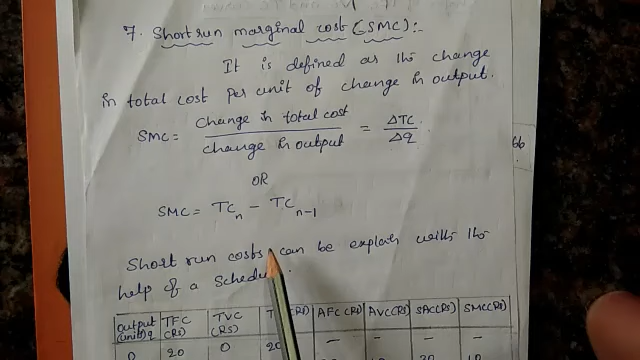 7. Short run marginal cost (SMC):-
It is defined as the change
in total cost per unit of change in output.
SMC = Change in total cost / Change in output = ΔTC / Δq.
OR
SMC = TCn - TCn-1
Short run costs can be explain with the
help of a
output (unit) q TFC (RS) TVC (RS) AFC (RS) AVC (RS) SAC (RS) SMC (RS)
0 20 0 20 - - - -
66